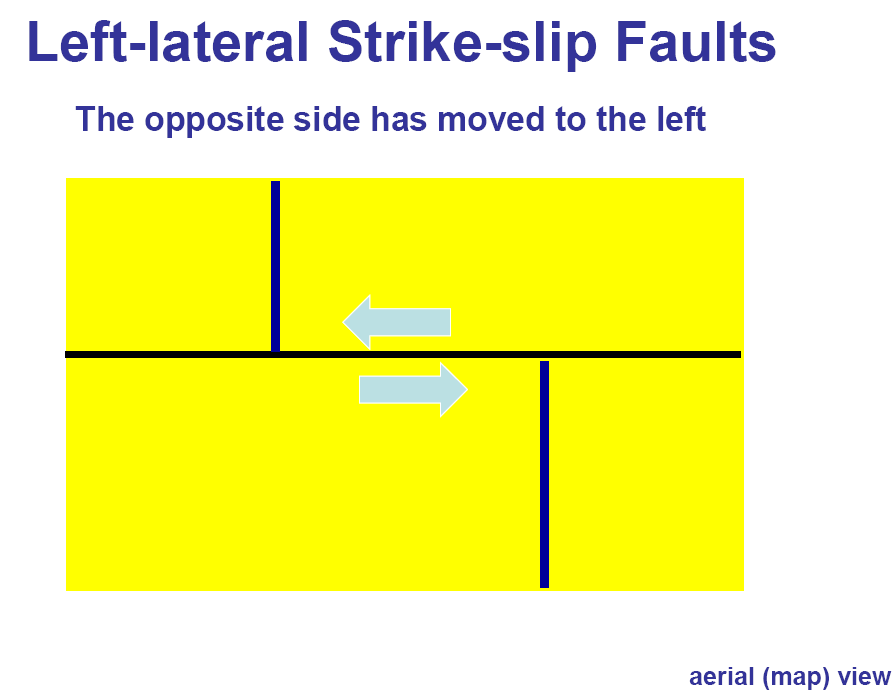 Left-lateral Strike-slip Faults
The opposite side has moved to the left
aerial (map) view